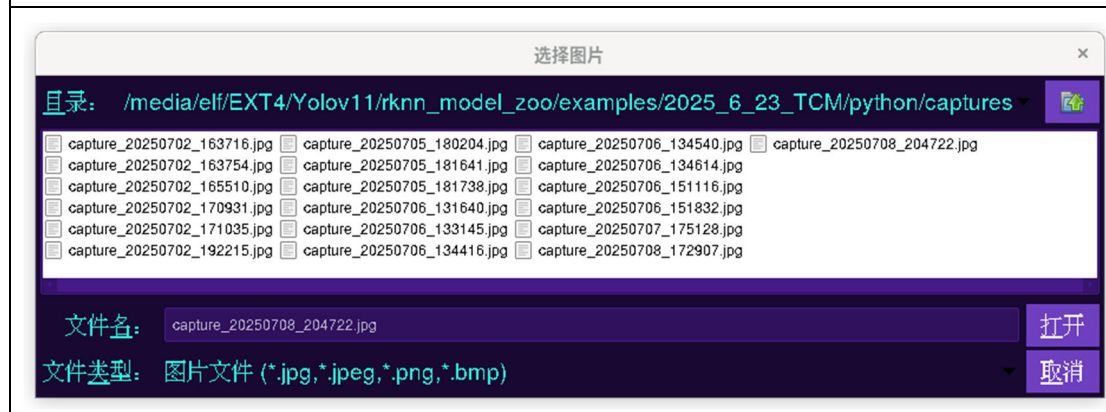 选择图片 ×
目录： /media/elf/EXT4/Yolov11/rknn_model_zoo/examples/2025_6_23_TCM/python/captures
capture_20250702_163716.jpg capture_20250705_180204.jpg capture_20250706_134540.jpg capture_20250708_204722.jpg
capture_20250702_163754.jpg capture_20250705_181641.jpg capture_20250706_134614.jpg
capture_20250702_165510.jpg capture_20250705_181738.jpg capture_20250706_151116.jpg
capture_20250702_170931.jpg capture_20250706_131640.jpg capture_20250706_151832.jpg
capture_20250702_171035.jpg capture_20250706_133145.jpg capture_20250707_175128.jpg
capture_20250702_192215.jpg capture_20250706_134416.jpg capture_20250708_172907.jpg
文件名： capture_20250708_204722.jpg 打开
文件类型： 图片文件 (*.jpg,*.jpeg,*.png,*.bmp) 取消